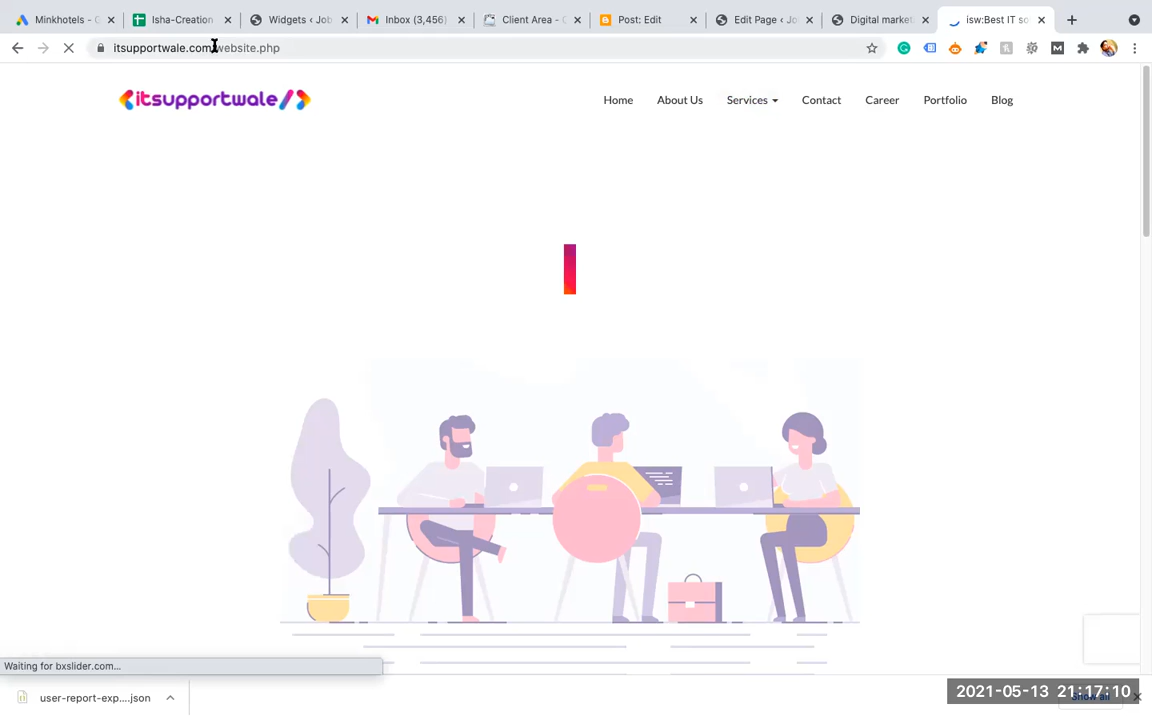 Minkhotels - G
Isha-Creation
Widgets ‹ Job
Inbox (3,456)
Client Area - G
Post: Edit
Edit Page ‹ Jo
Digital market
isw:Best IT so
itsupportwale.com/website.php
itsupportwale
Home
About Us
Services
Contact
Career
Portfolio
Blog
Waiting for bxslider.com...
user-report-exp....json
2021-05-13 21:17:10
Show all